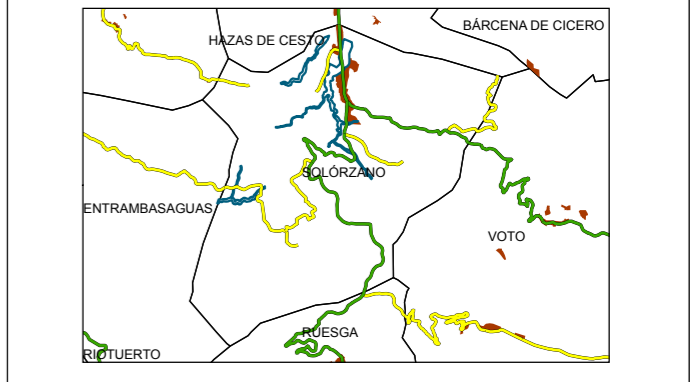 BÁRCENA DE CICERO
HAZAS DE CESTO
SOLÓRZANO
ENTRAMBASAGUAS
VOTO
RUESGA
RIOTUERTO